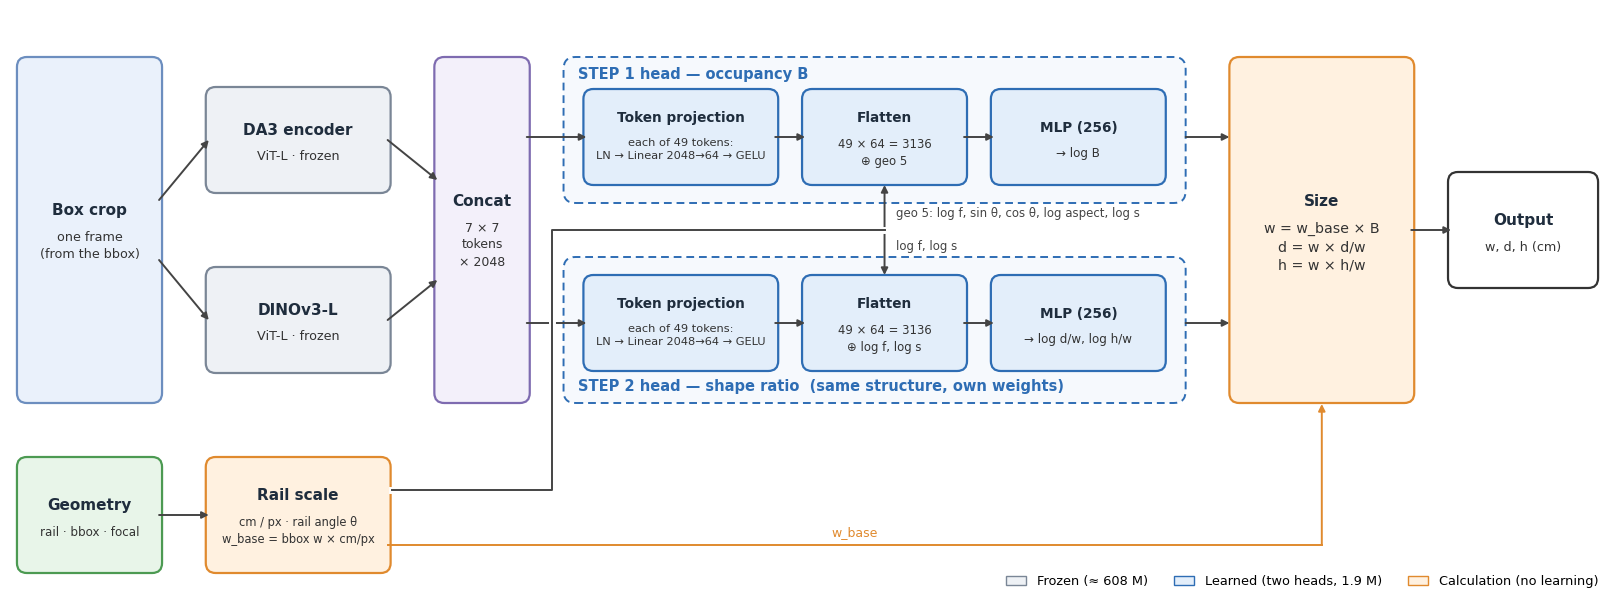 Box crop
one frame
(from the bbox)
DA3 encoder
ViT-L · frozen
DINOv3-L
ViT-L · frozen
Concat
7 × 7
tokens
× 2048
STEP 1 head — occupancy B
Token projection
each of 49 tokens:
LN → Linear 2048→64 → GELU
Flatten
49 × 64 = 3136
⊕ geo 5
MLP (256)
→ log B
geo 5: log f, sin θ, cos θ, log aspect, log s
log f, log s
Token projection
each of 49 tokens:
LN → Linear 2048→64 → GELU
Flatten
49 × 64 = 3136
⊕ log f, log s
MLP (256)
→ log d/w, log h/w
STEP 2 head — shape ratio (same structure, own weights)
Size
w = w_base × B
d = w × d/w
h = w × h/w
Output
w, d, h (cm)
Geometry
rail · bbox · focal
Rail scale
cm / px · rail angle θ
w_base = bbox w × cm/px
w_base
Frozen (≈ 608 M)
Learned (two heads, 1.9 M)
Calculation (no learning)